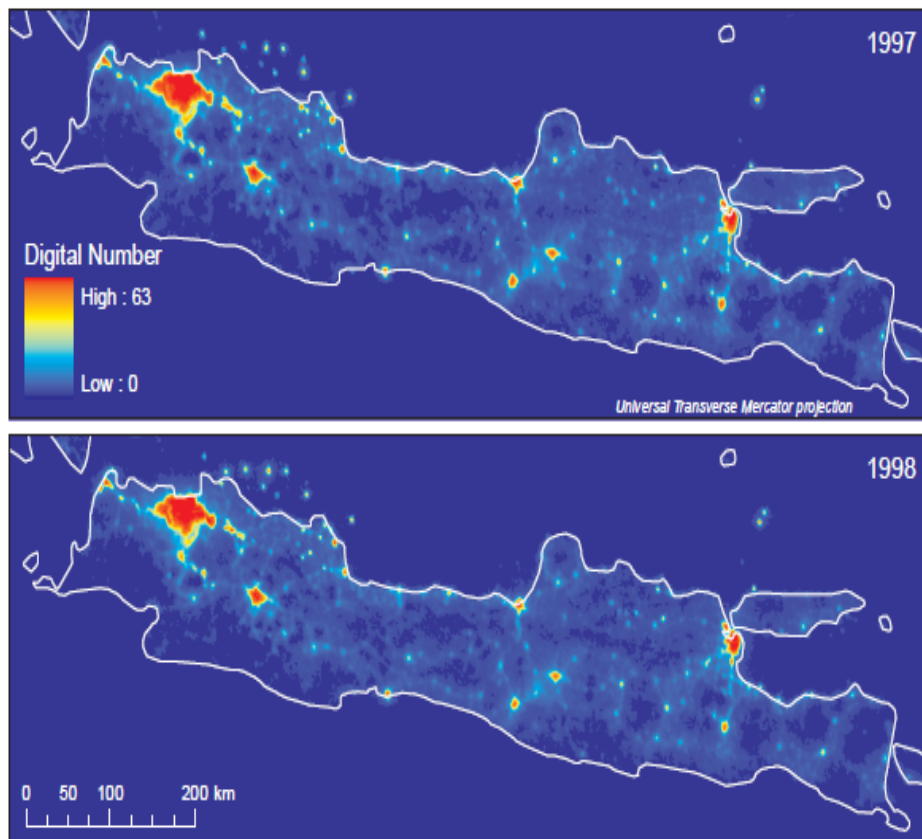 1997
Digital Number
High : 63
Low : 0
Universal Transverse Mercator projection
1998
0 50 100 200 km